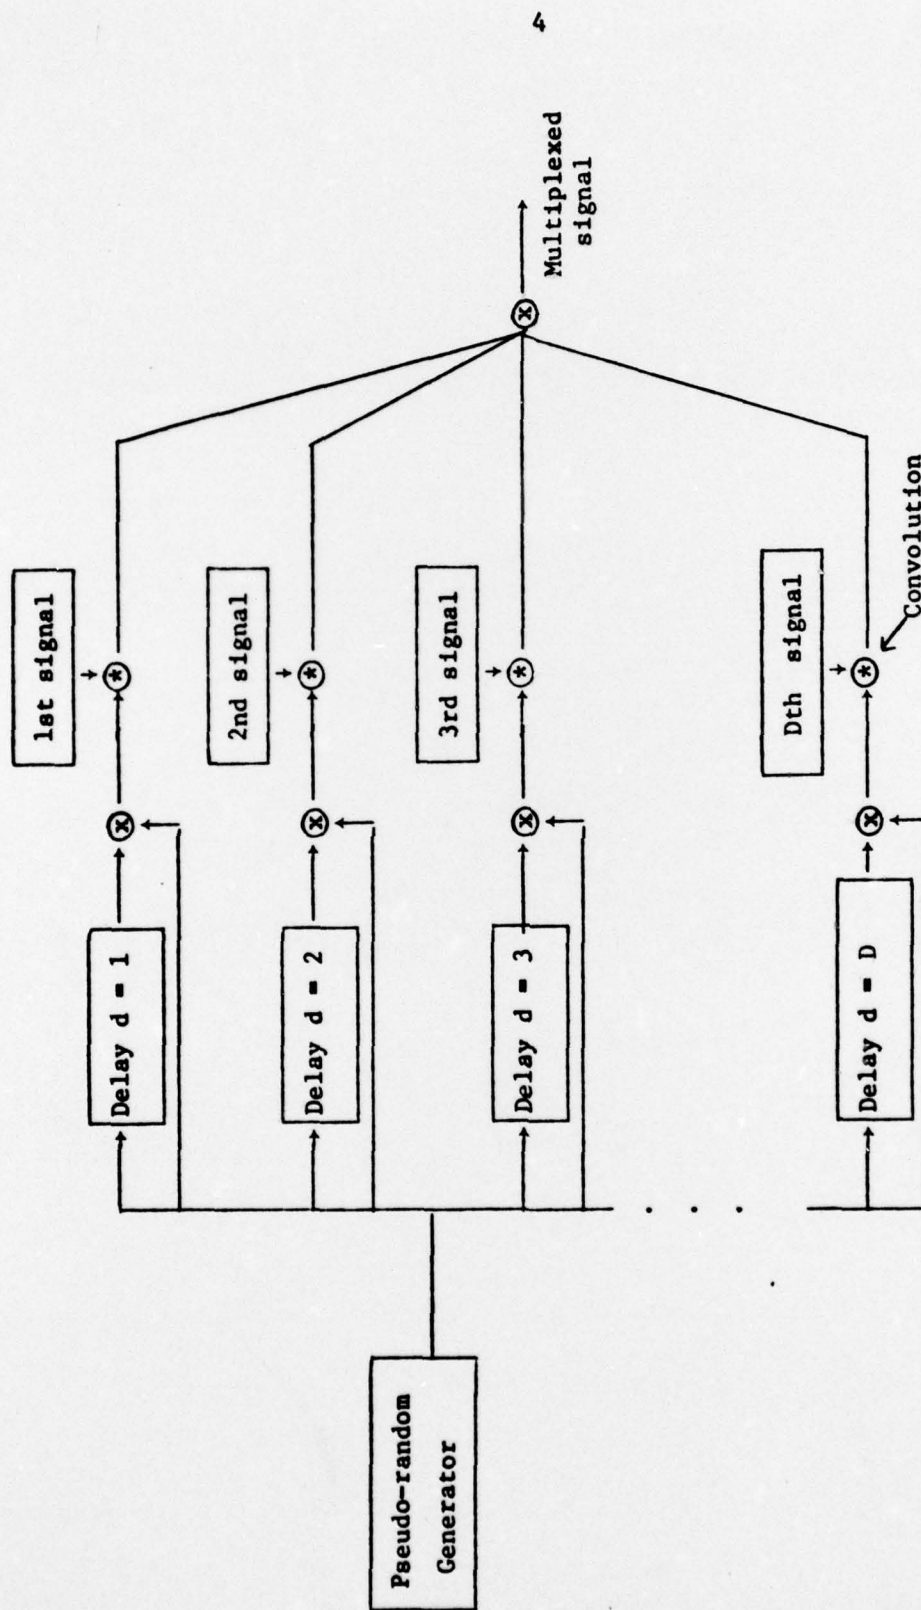 4
1st signal
2nd signal
3rd signal
Dth signal
*
*
*
*
Convolution
Delay d = 1
Delay d = 2
Delay d = 3
Delay d = D
x
x
x
x
x
Multiplexed
signal
Pseudo-random
Generator
. . .